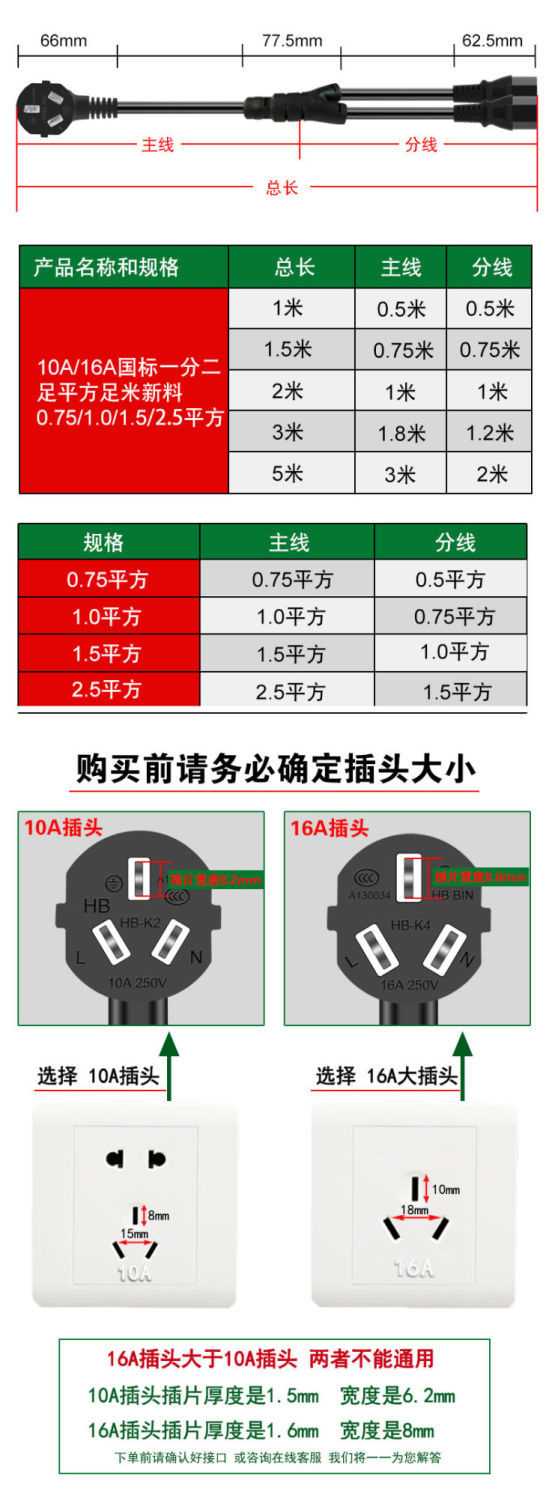 66mm 77.5mm 62.5mm
主线 分线
总长
产品名称和规格 总长 主线 分线
1米 0.5米 0.5米
1.5米 0.75米 0.75米
10A/16A国标一分二
足平方足米新料
0.75/1.0/1.5/2.5平方
2米 1米 1米
3米 1.8米 1.2米
5米 3米 2米
规格 主线 分线
0.75平方 0.75平方 0.5平方
1.0平方 1.0平方 0.75平方
1.5平方 1.5平方 1.0平方
2.5平方 2.5平方 1.5平方
购买前请务必确定插头大小
10A插头
HB
HB-K2
L N
10A 250V
16A插头
A130034
HB BIN
HB-K4
L N
16A 250V
选择 10A插头
选择 16A大插头
8mm
15mm
10A
10mm
18mm
16A
16A插头大于10A插头 两者不能通用
10A插头插片厚度是1.5mm 宽度是6.2mm
16A插头插片厚度是1.6mm 宽度是8mm
下单前请确认好接口 或咨询在线客服 我们将一一为您解答